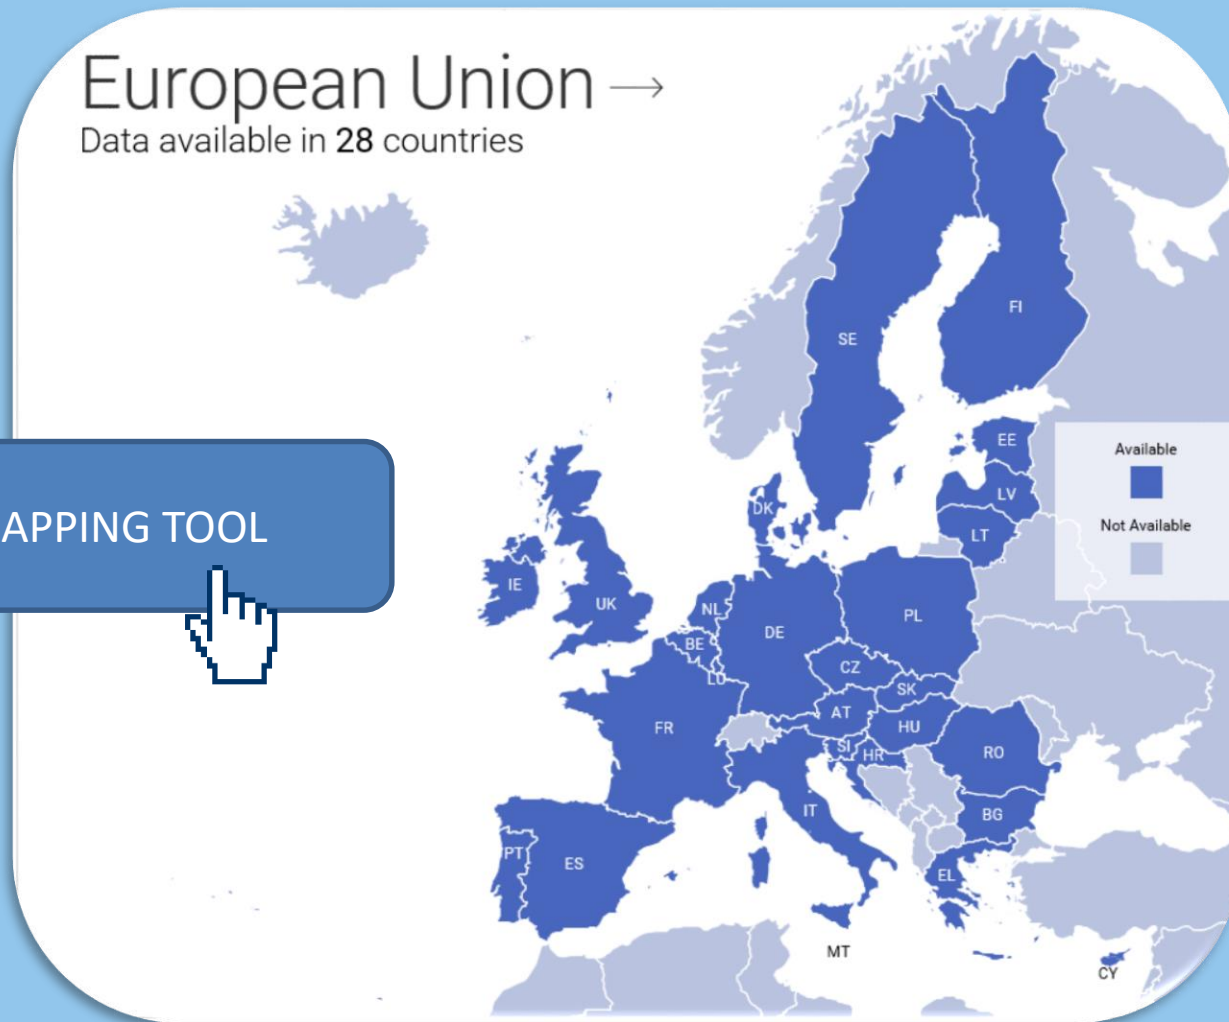 European Union →
Data available in 28 countries
FI
SE
EE
Available
LV
DK
Not Available
LT
APPING TOOL
IE
UK
NL
PL
DE
BE
CZ
LU
SK
AT
FR
HU
SI
HR
RO
IT
BG
PT
ES
EL
MT
CY